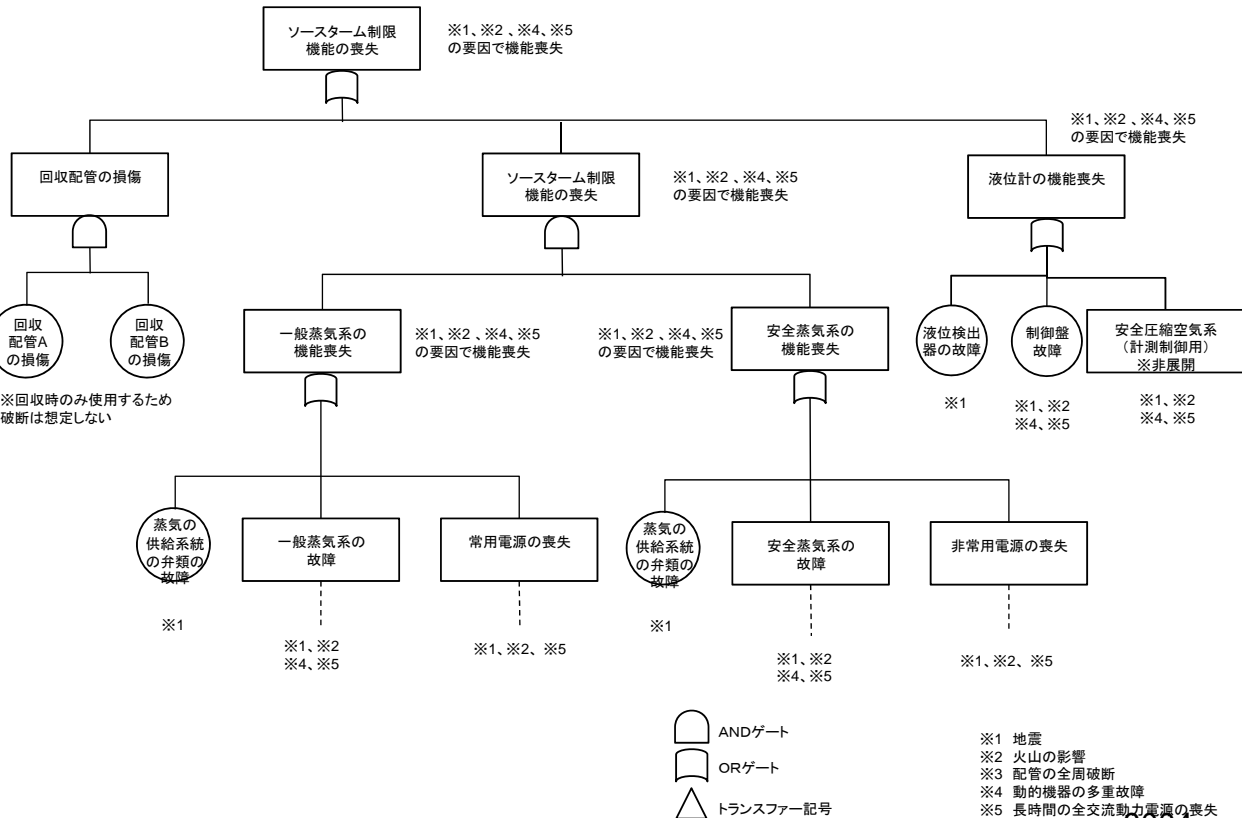 ソースターム制限
機能の喪失
※1、※2 、※4、※5
の要因で機能喪失
※1、※2 、※4、※5
の要因で機能喪失
回収配管の損傷
ソースターム制限
機能の喪失
※1、※2 、※4、※5
の要因で機能喪失
液位計の機能喪失
回収
配管A
の損傷
回収
配管B
の損傷
※回収時のみ使用するため
破断は想定しない
一般蒸気系の
機能喪失
※1、※2 、※4、※5
の要因で機能喪失
※1、※2 、※4、※5
の要因で機能喪失
安全蒸気系の
機能喪失
液位検出
器の故障
※1
制御盤
故障
※1、※2
※4、※5
安全圧縮空気系
(計測制御用)
※非展開
※1、※2
※4、※5
蒸気の
供給系統
の弁類の
故障
※1
一般蒸気系の
故障
※1、※2
※4、※5
常用電源の喪失
※1、※2、※5
蒸気の
供給系統
の弁類の
故障
※1
安全蒸気系の
故障
※1、※2
※4、※5
非常用電源の喪失
※1、※2、※5
ANDゲート
ORゲート
トランスファー記号
※1 地震
※2 火山の影響
※3 配管の全周破断
※4 動的機器の多重故障
※5 長時間の全交流動力電源の喪失